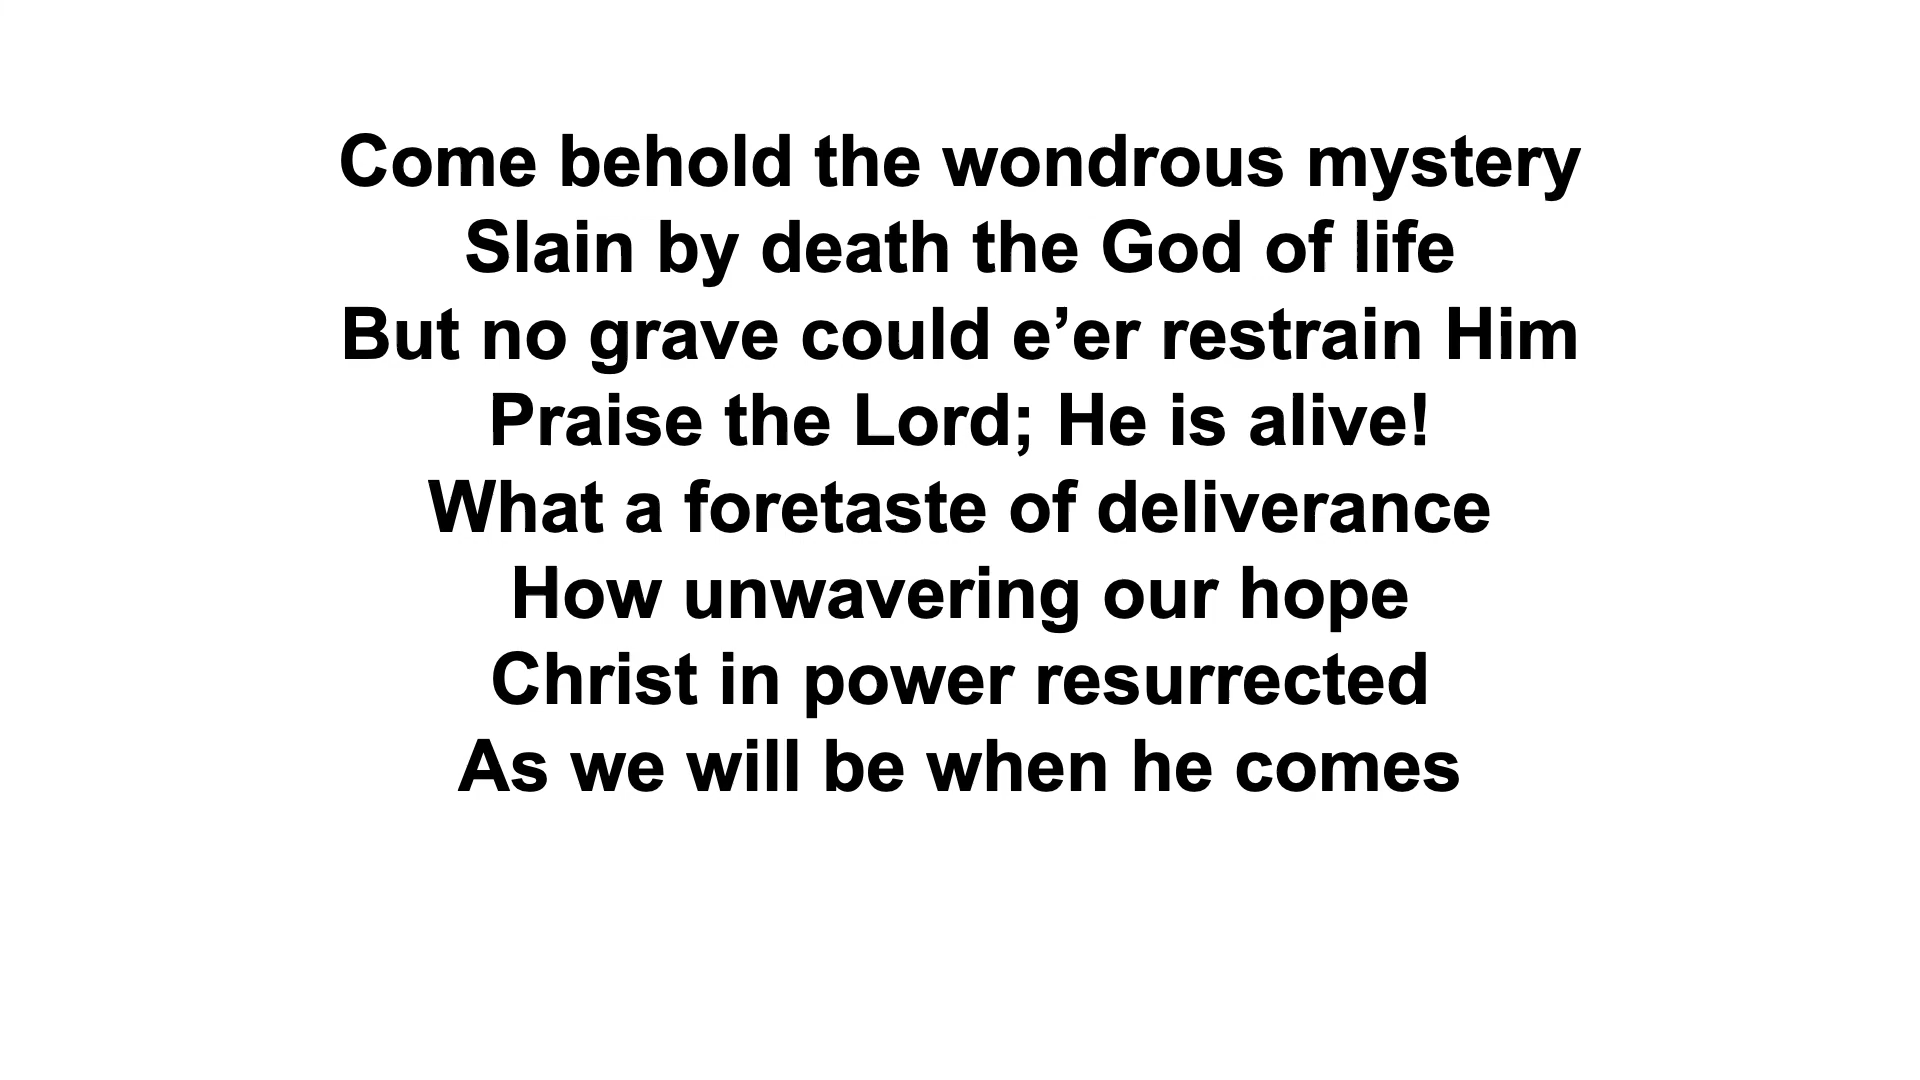 Come behold the wondrous mystery
Slain by death the God of life
But no grave could e’er restrain Him
Praise the Lord; He is alive!
What a foretaste of deliverance
How unwavering our hope
Christ in power resurrected
As we will be when he comes